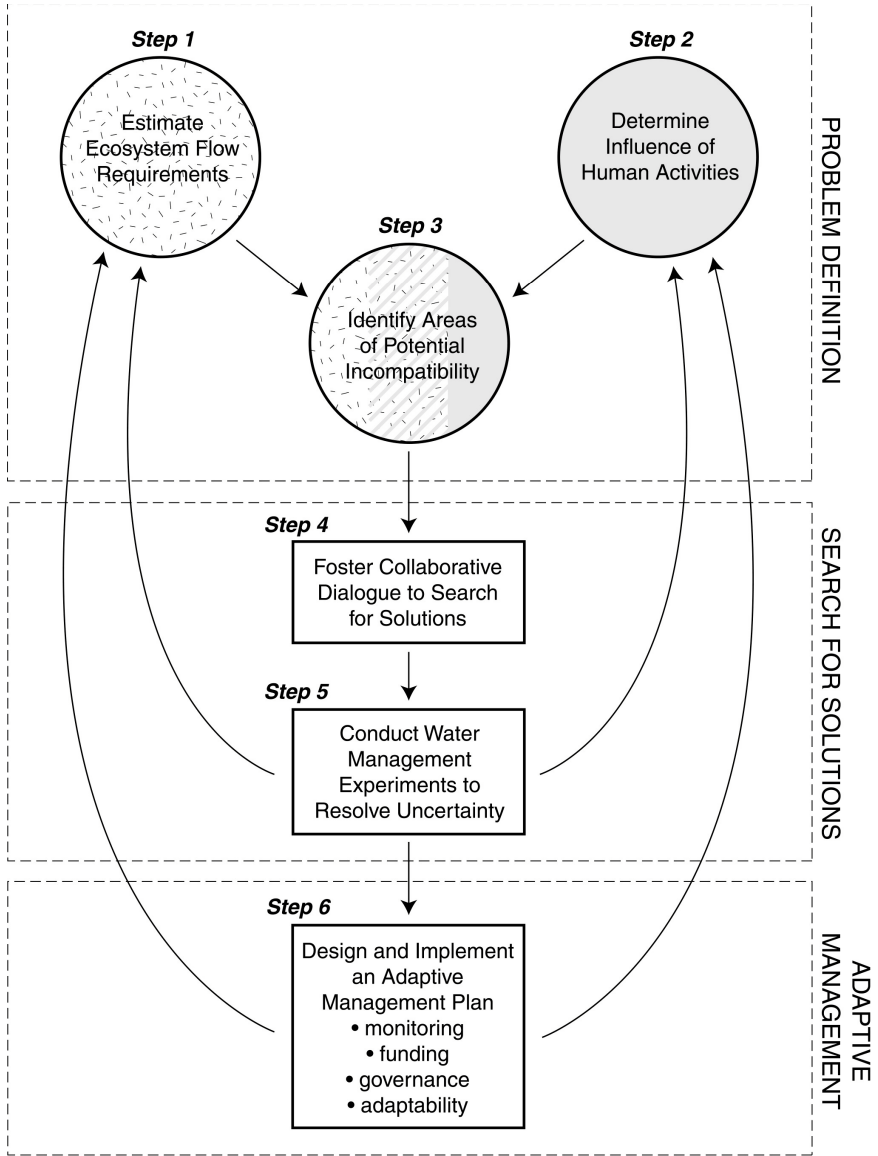 Step 1
Estimate
Ecosystem Flow
Requirements
Step 2
Determine
Influence of
Human Activities
Step 3
Identify Areas
of Potential
Incompatibility
PROBLEM DEFINITION
Step 4
Foster Collaborative
Dialogue to Search
for Solutions
Step 5
Conduct Water
Management
Experiments to
Resolve Uncertainty
SEARCH FOR SOLUTIONS
Step 6
Design and Implement
an Adaptive
Management Plan
• monitoring
• funding
• governance
• adaptability
ADAPTIVE
MANAGEMENT